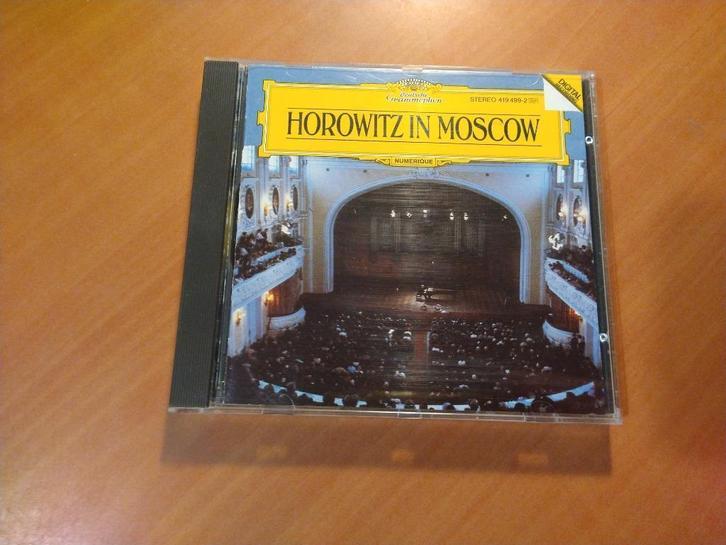 Deutsche
Grammophon
STEREO 419 499-2
DIGITAL
HOROWITZ IN MOSCOW
NUMERIQUE